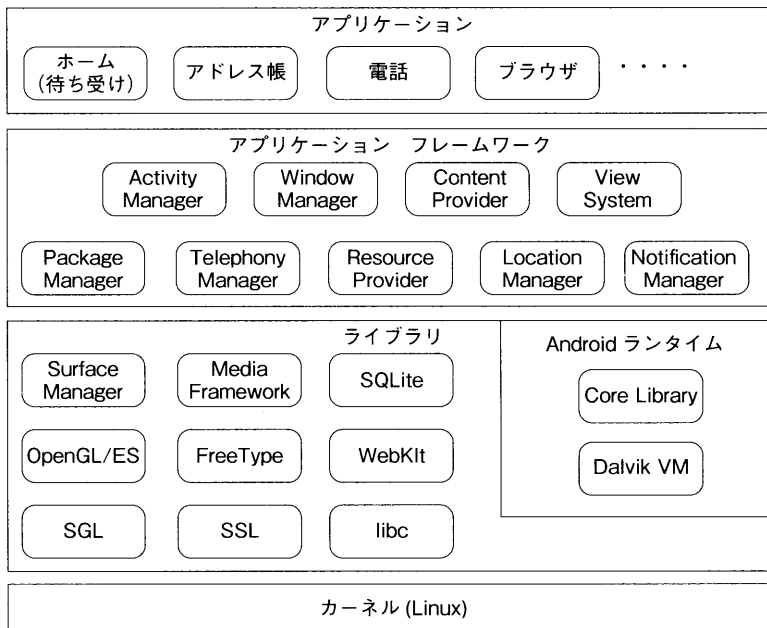 アプリケーション
ホーム
(待ち受け)
アドレス帳
電話
ブラウザ
・・・・
アプリケーション フレームワーク
Activity
Manager
Window
Manager
Content
Provider
View
System
Package
Manager
Telephony
Manager
Resource
Provider
Location
Manager
Notification
Manager
ライブラリ
Surface
Manager
Media
Framework
SQLite
OpenGL/ES
FreeType
WebKIt
SGL
SSL
libc
Android ランタイム
Core Library
Dalvik VM
カーネル (Linux)